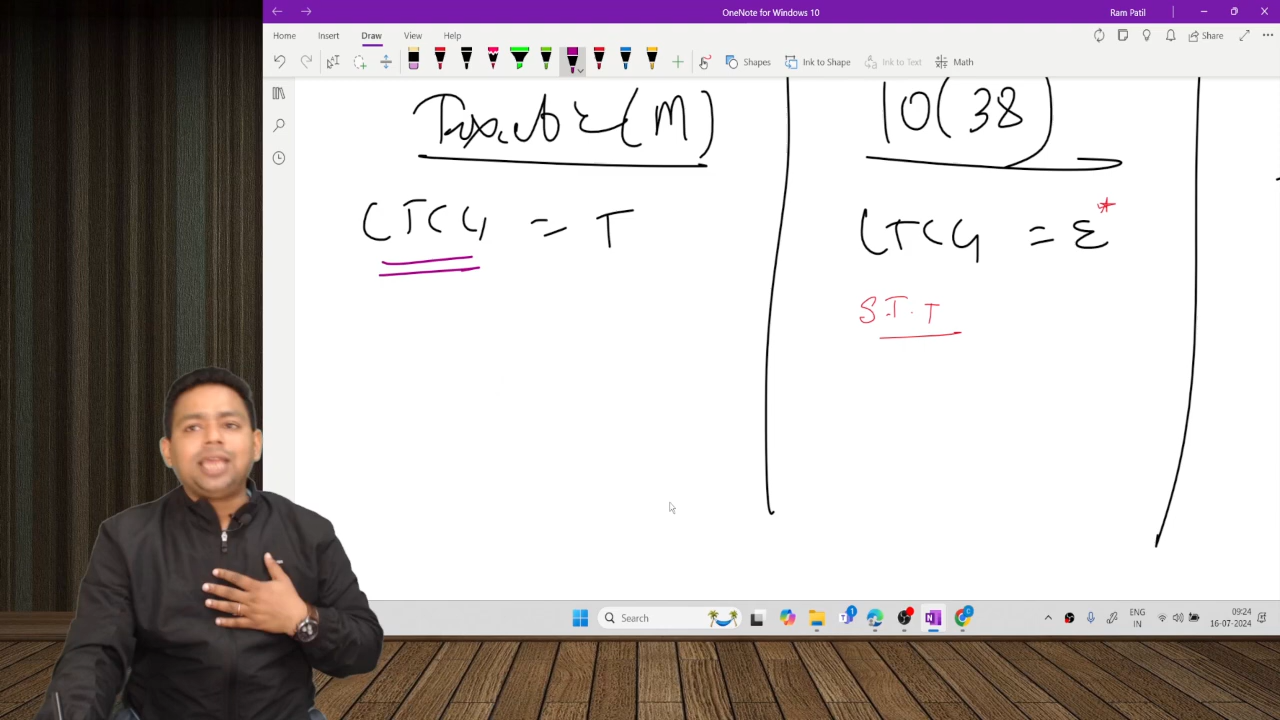 OneNote for Windows 10
Ram Patil
Home Insert Draw View Help
Share
Shapes
Ink to Shape
Ink to Text
Math
(M)
10(38)
LTCG = T
LTCG = E*
S.T.T
Search
1
ENG
IN
09:24
16-07-2024